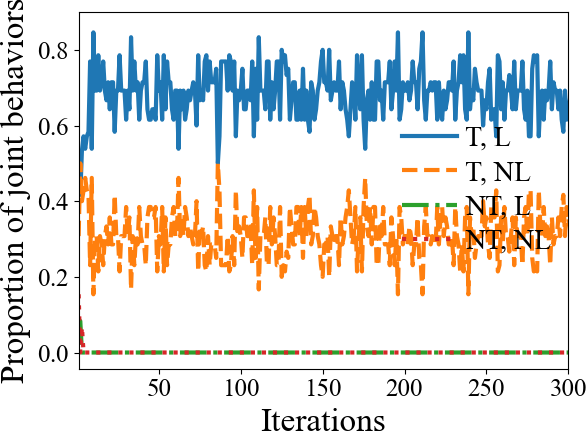 Proportion of joint behaviors
0.8
0.6
0.4
0.2
0.0
T, L
T, NL
NT, L
NT, NL
50
100
150
200
250
300
Iterations